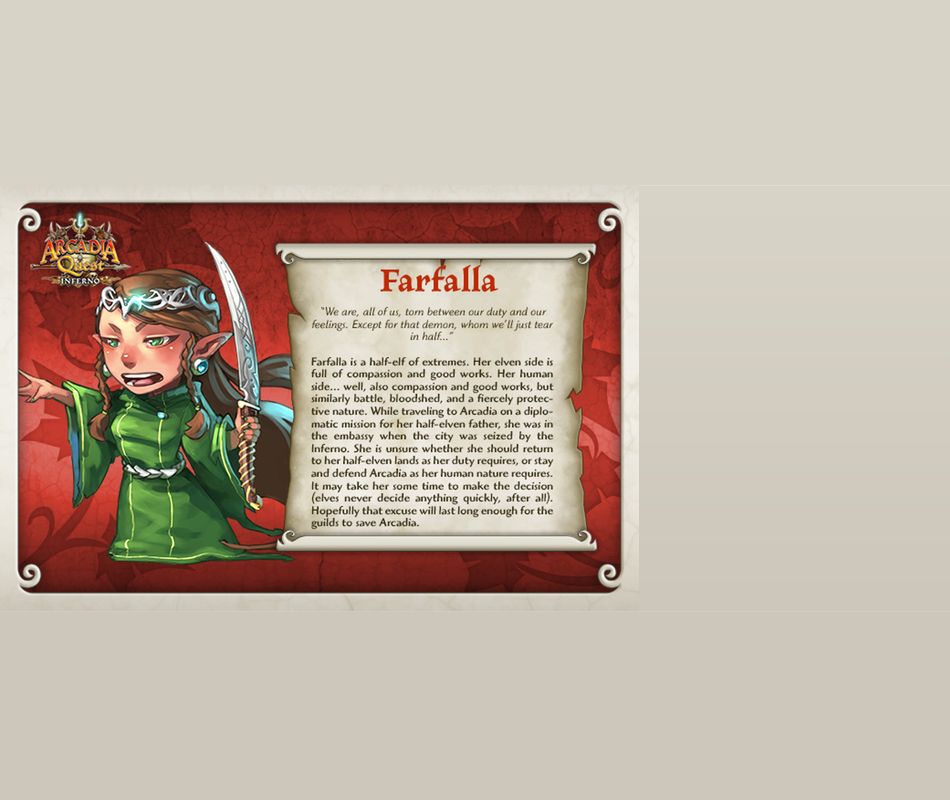 ARCADIA
Quest
INFERNO
Farfalla
“We are, all of us, torn between our duty and our
feelings. Except for that demon, whom we’ll just tear
in half...”
Farfalla is a half-elf of extremes. Her elven side is
full of compassion and good works. Her human
side... well, also compassion and good works, but
similarly battle, bloodshed, and a fiercely protec-
tive nature. While traveling to Arcadia on a diplo-
matic mission for her half-elven father, she was in
the embassy when the city was seized by the
Inferno. She is unsure whether she should return
to her half-elven lands as her duty requires, or stay
and defend Arcadia as her human nature requires.
It may take her some time to make the decision
(elves never decide anything quickly, after all).
Hopefully that excuse will last long enough for the
guilds to save Arcadia.